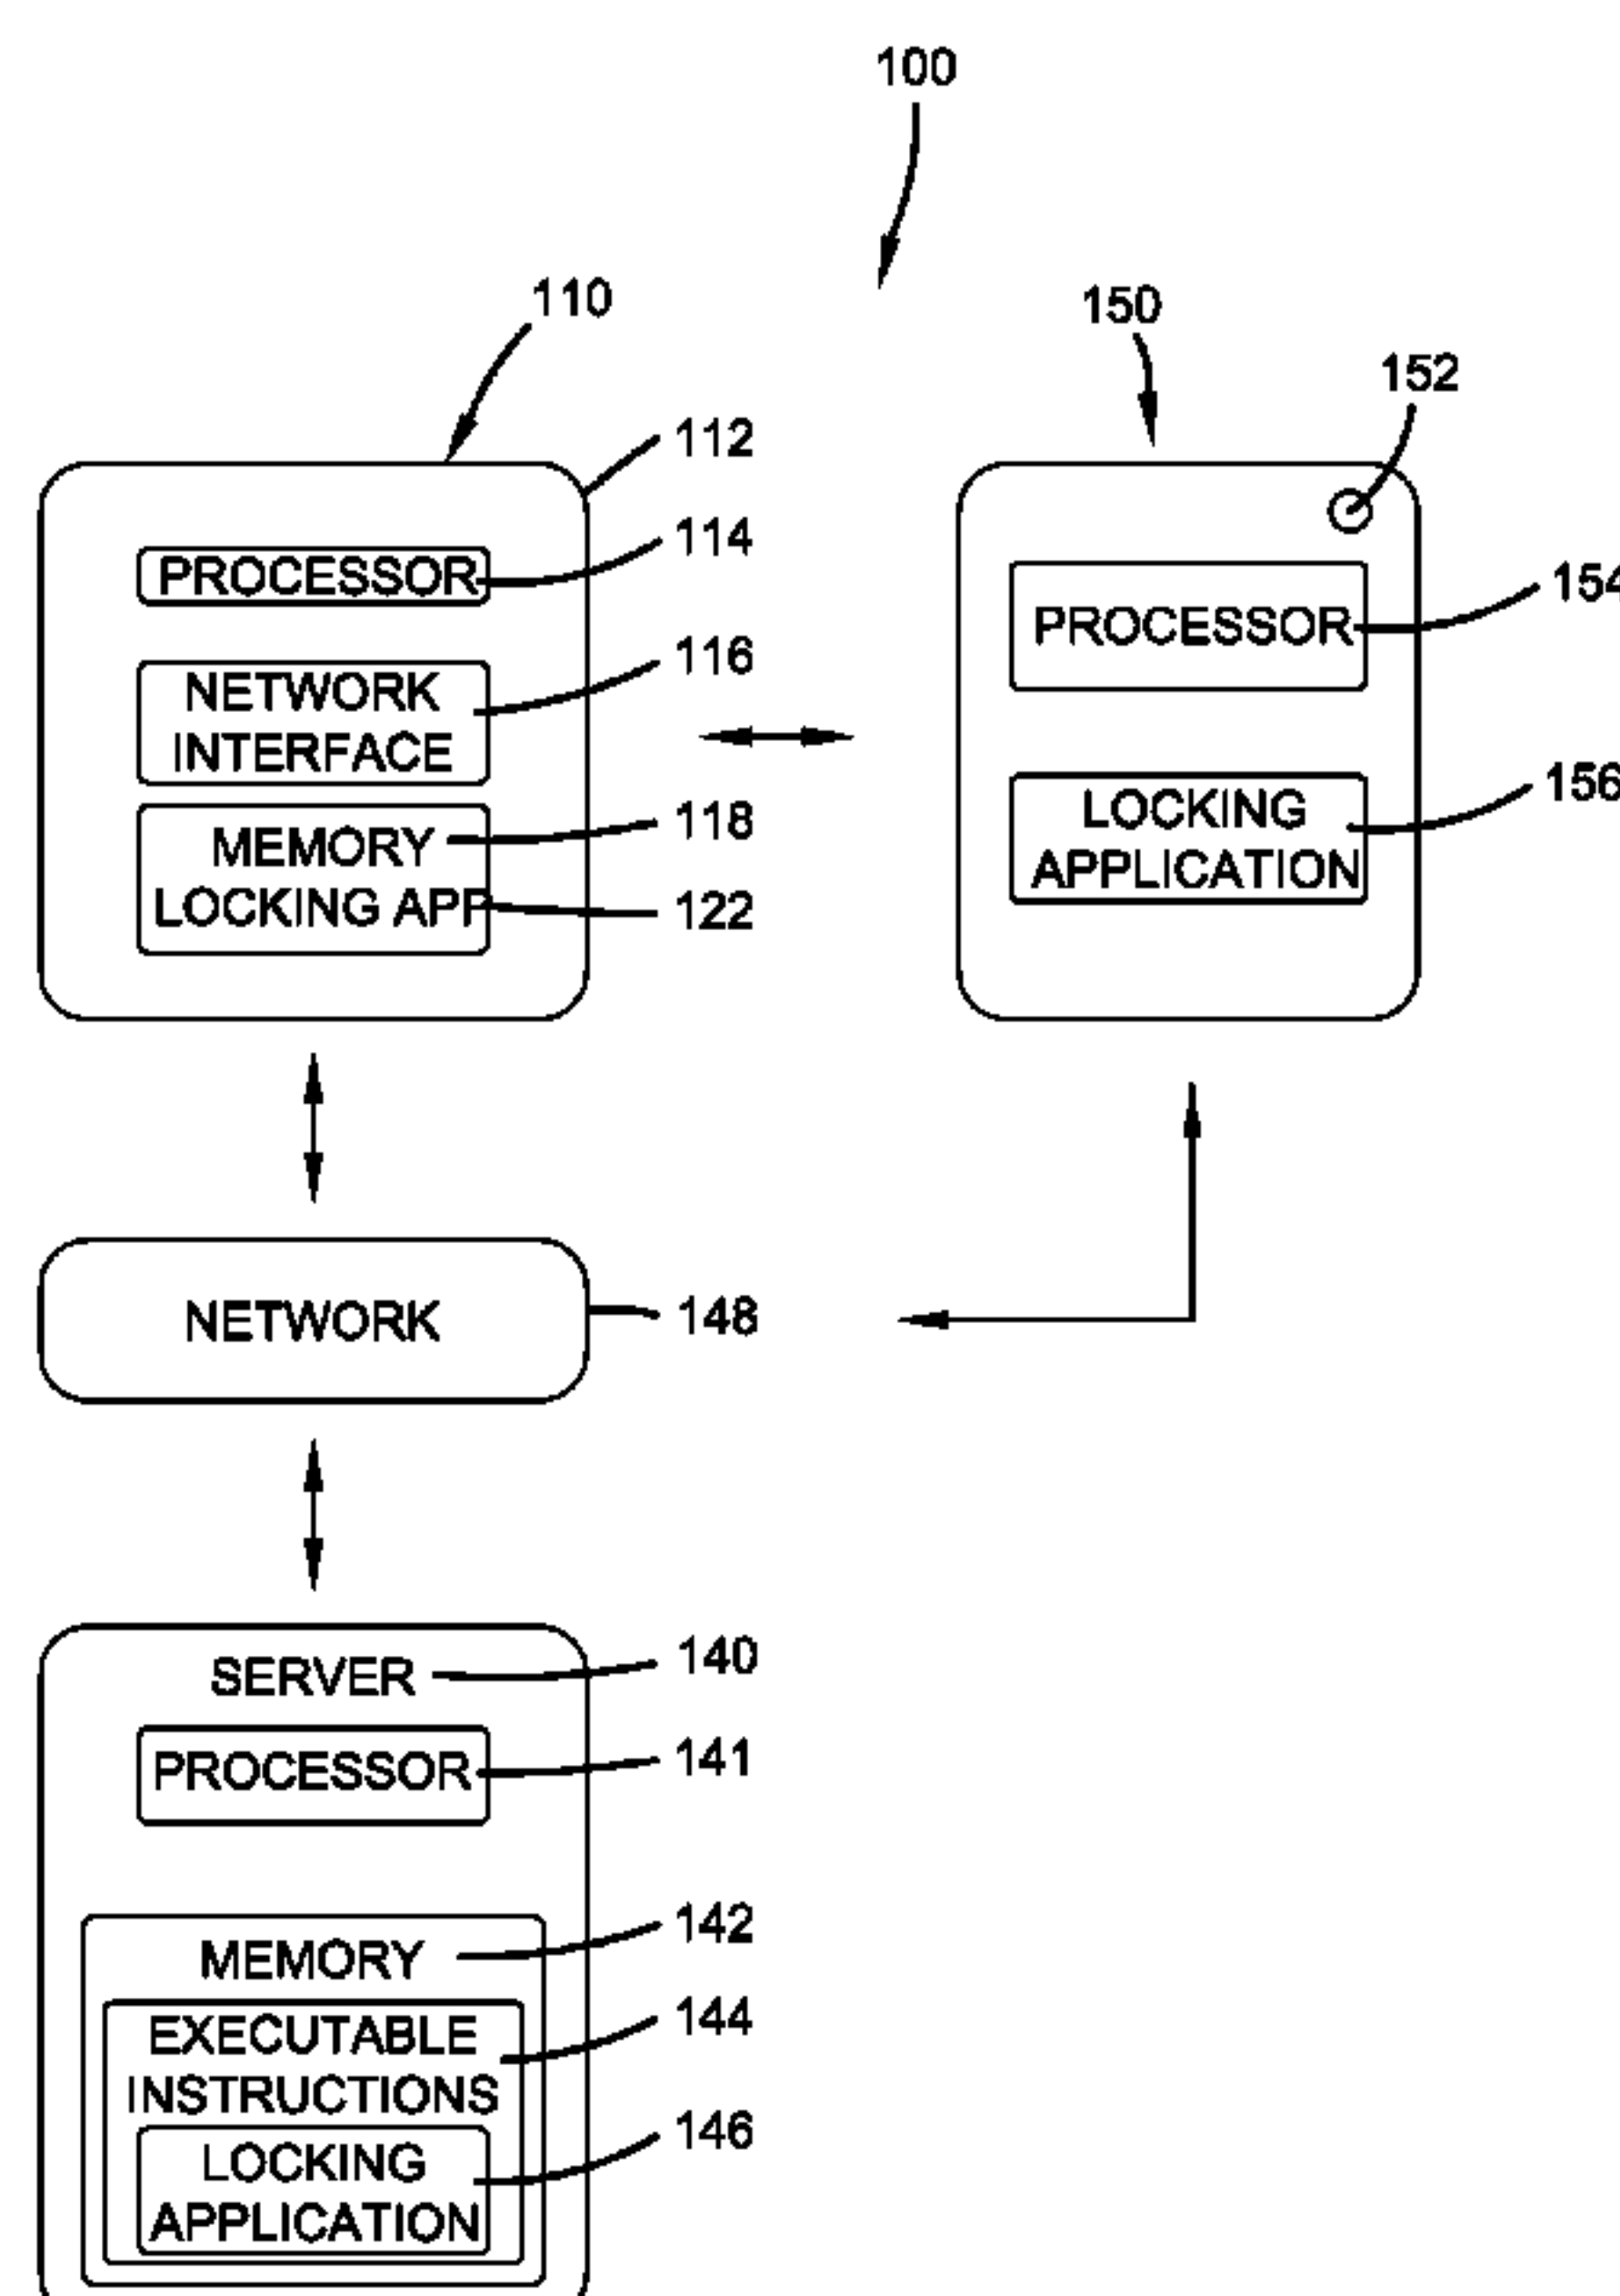 100
110
150
152
112
114
PROCESSOR
154
PROCESSOR
116
NETWORK
INTERFACE
156
LOCKING
APPLICATION
118
MEMORY
122
LOCKING APP
NETWORK
148
SERVER
140
PROCESSOR
141
142
MEMORY
144
EXECUTABLE
INSTRUCTIONS
146
LOCKING
APPLICATION